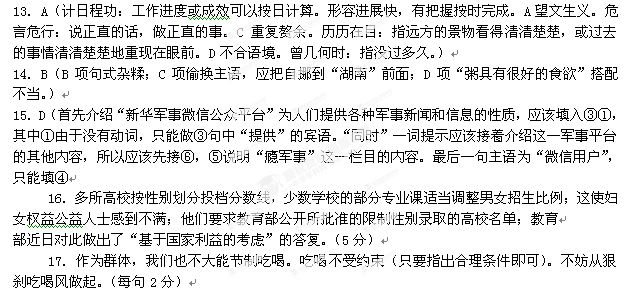 13. A（计日程功：工作进度或成效可以按日计算。形容进展快，有把握按时完成。A 望文生义。危
言危行：说正直的话，做正直的事。C 重复赘余。历历在目：指远方的景物看得清清楚楚，或过去
的事情清清楚楚地重现在眼前。D 不合语境。曾几何时：指没过多久。）
14. B（B 项句式杂糅；C 项偷换主语，应把自挪到“湖南”前面；D 项“粥具有很好的食欲”搭配
不当。）
15. D（首先介绍“新华军事微信公众平台”为人们提供各种军事新闻和信息的性质，应该填入③①，
其中①由于没有动词，只能做③句中“提供”的宾语。“同时”一词提示应该接着介绍这一军事平台
的其他内容，所以应该先接⑥，⑤说明“瘾军事”这一栏目的内容。最后一句主语为“微信用户”，
只能填④
16. 多所高校按性别划分投档分数线，少数学校的部分专业课适当调整男女招生比例；这使妇
女权益公益人士感到不满；他们要求教育部公开所批准的限制性别录取的高校名单；教育
部近日对此做出了“基于国家利益的考虑”的答复。（5 分）
17. 作为群体，我们也不大能节制吃喝。吃喝不受约束（只要指出合理条件即可）。不妨从狠
刹吃喝风做起。（每句 2 分）